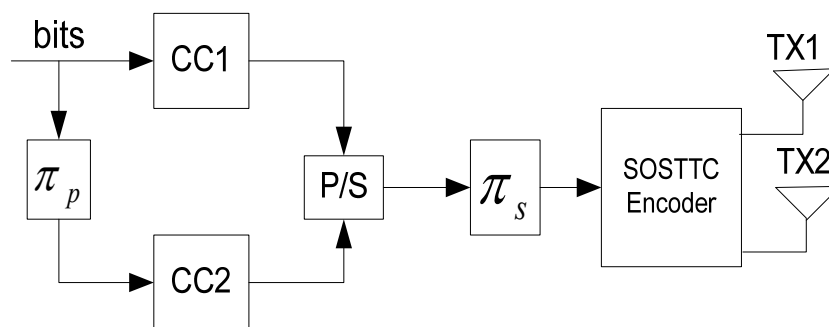 bits
CC1
π p
CC2
P/S
π s
SOSTTC
Encoder
TX1
TX2